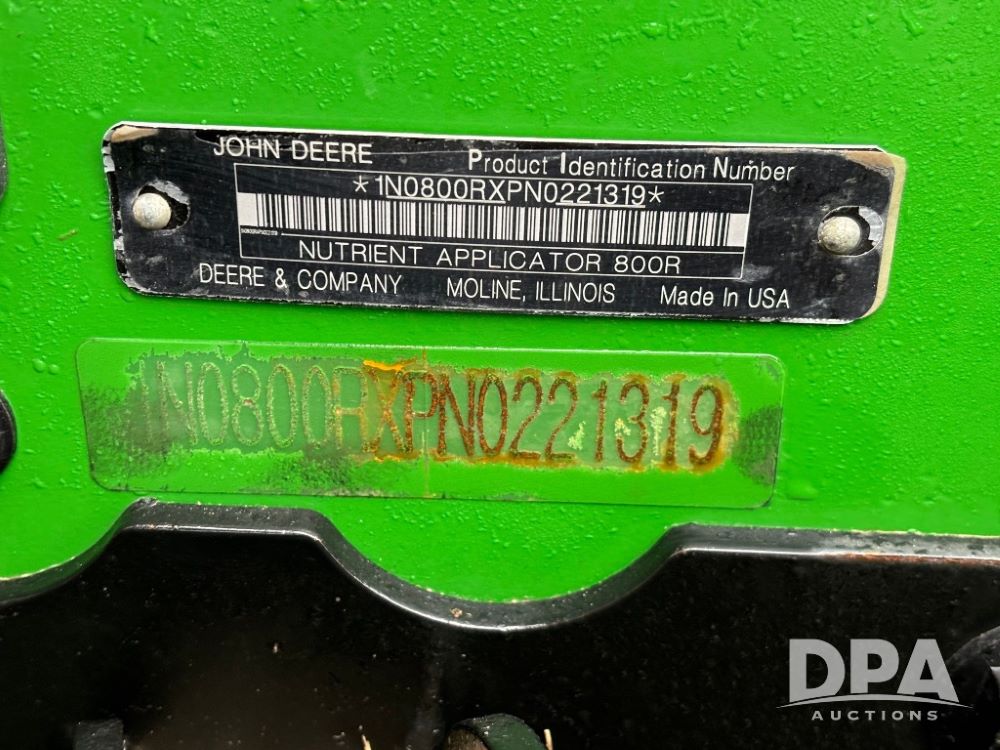 JOHN DEERE
Product Identification Number
*1N0800RXPN0221319*
NUTRIENT APPLICATOR 800R
DEERE & COMPANY MOLINE, ILLINOIS Made In USA
1N0800RXPN0221319
DPA
AUCTIONS